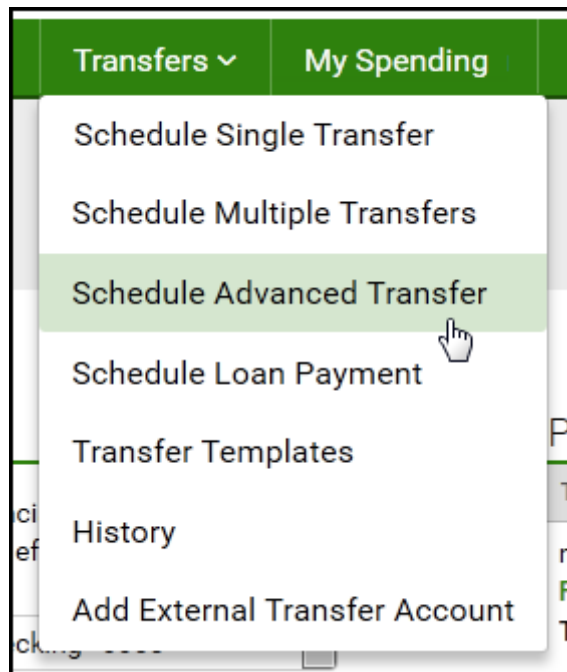 Transfers My Spending
Schedule Single Transfer
Schedule Multiple Transfers
Schedule Advanced Transfer
Schedule Loan Payment
Transfer Templates
History
Add External Transfer Account